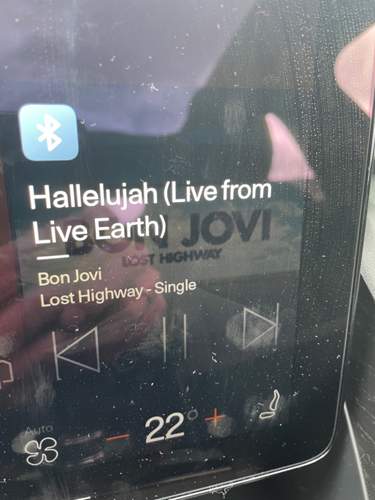 Hallelujah (Live from
Live Earth)
BON JOVI
LOST HIGHWAY
Bon Jovi
Lost Highway - Single
Auto
22°